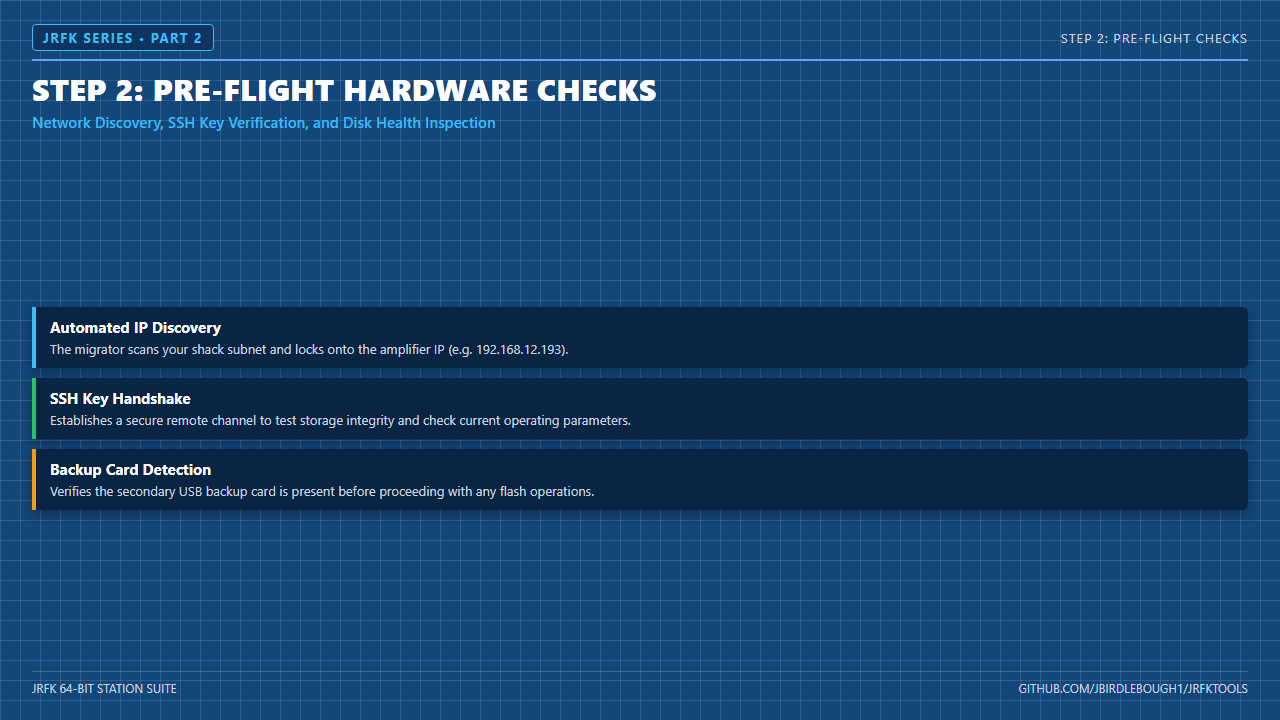 JRFK SERIES • PART 2
STEP 2: PRE-FLIGHT CHECKS
STEP 2: PRE-FLIGHT HARDWARE CHECKS
Network Discovery, SSH Key Verification, and Disk Health Inspection
Automated IP Discovery
The migrator scans your shack subnet and locks onto the amplifier IP (e.g. 192.168.12.193).
SSH Key Handshake
Establishes a secure remote channel to test storage integrity and check current operating parameters.
Backup Card Detection
Verifies the secondary USB backup card is present before proceeding with any flash operations.
JRFK 64-BIT STATION SUITE
GITHUB.COM/JBIRDLEBOUGH1/JRFKTOOLS